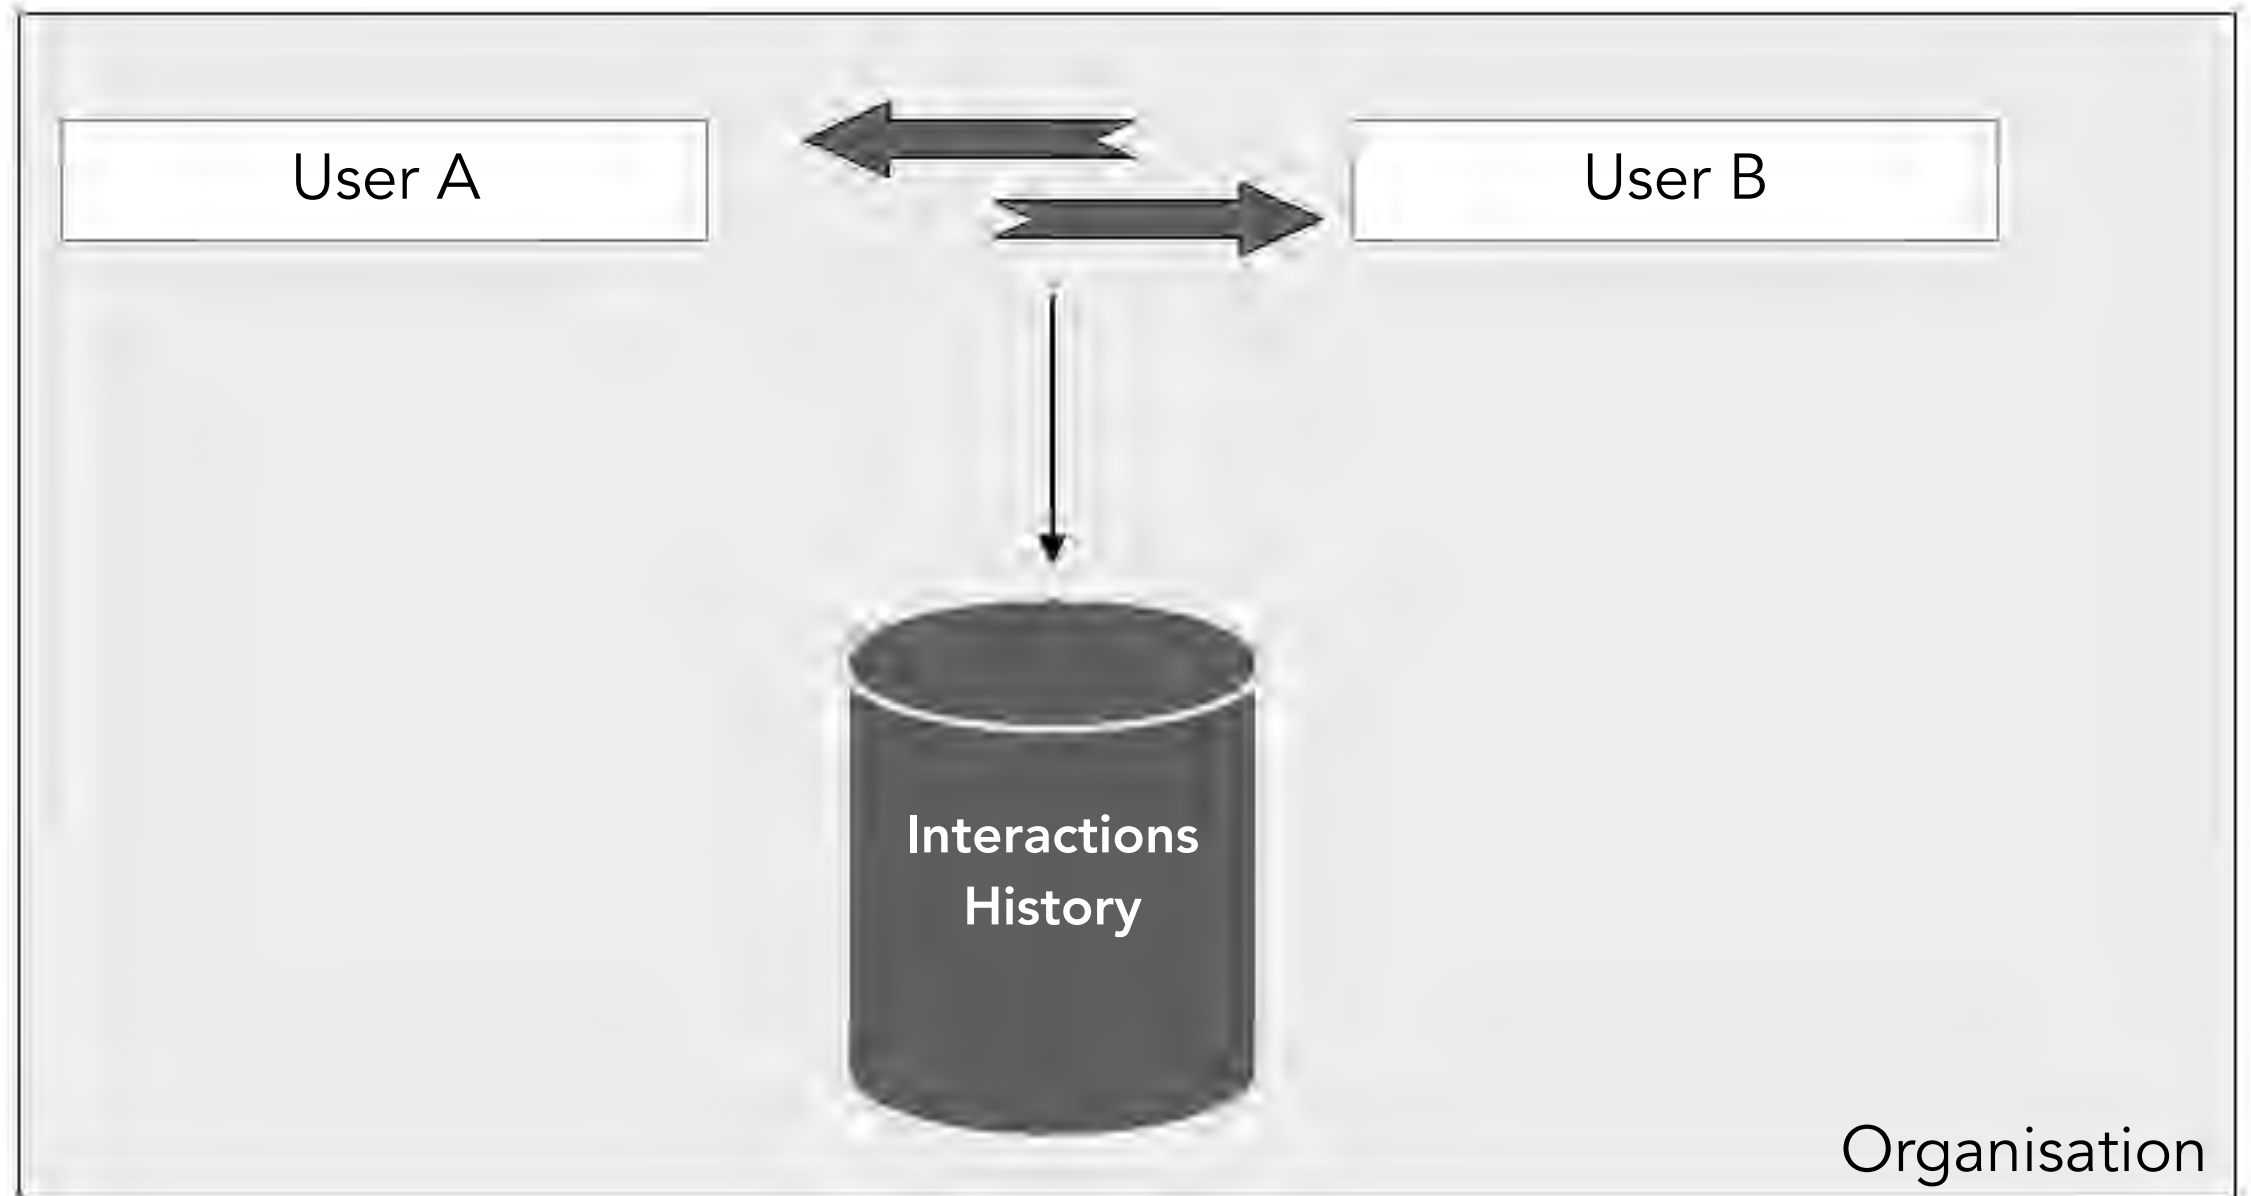 User A
User B
Interactions
History
Organisation